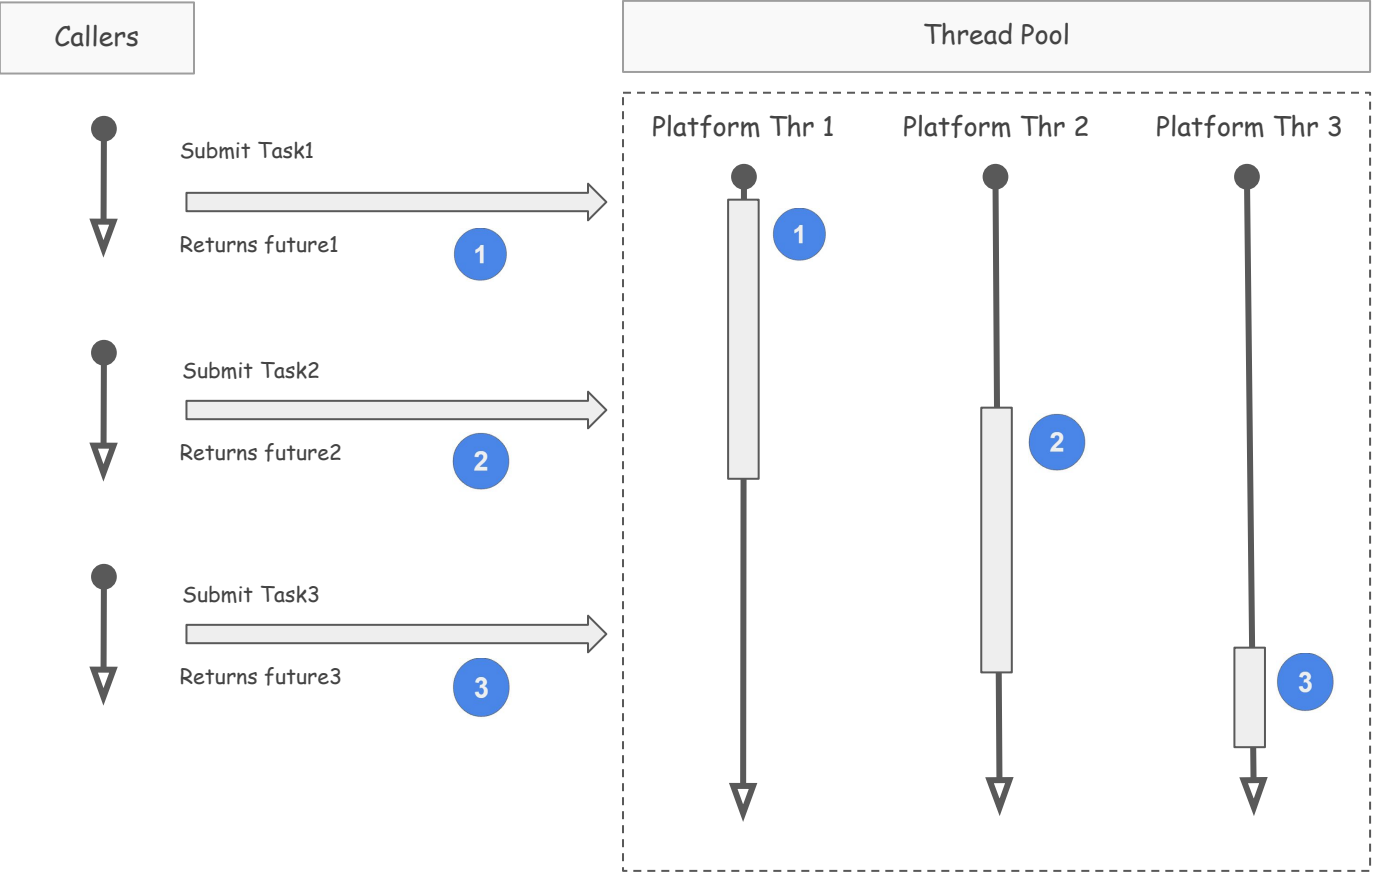 Callers
Thread Pool
Platform Thr 1
Platform Thr 2
Platform Thr 3
Submit Task1
Returns future1
1
1
Submit Task2
Returns future2
2
2
Submit Task3
Returns future3
3
3